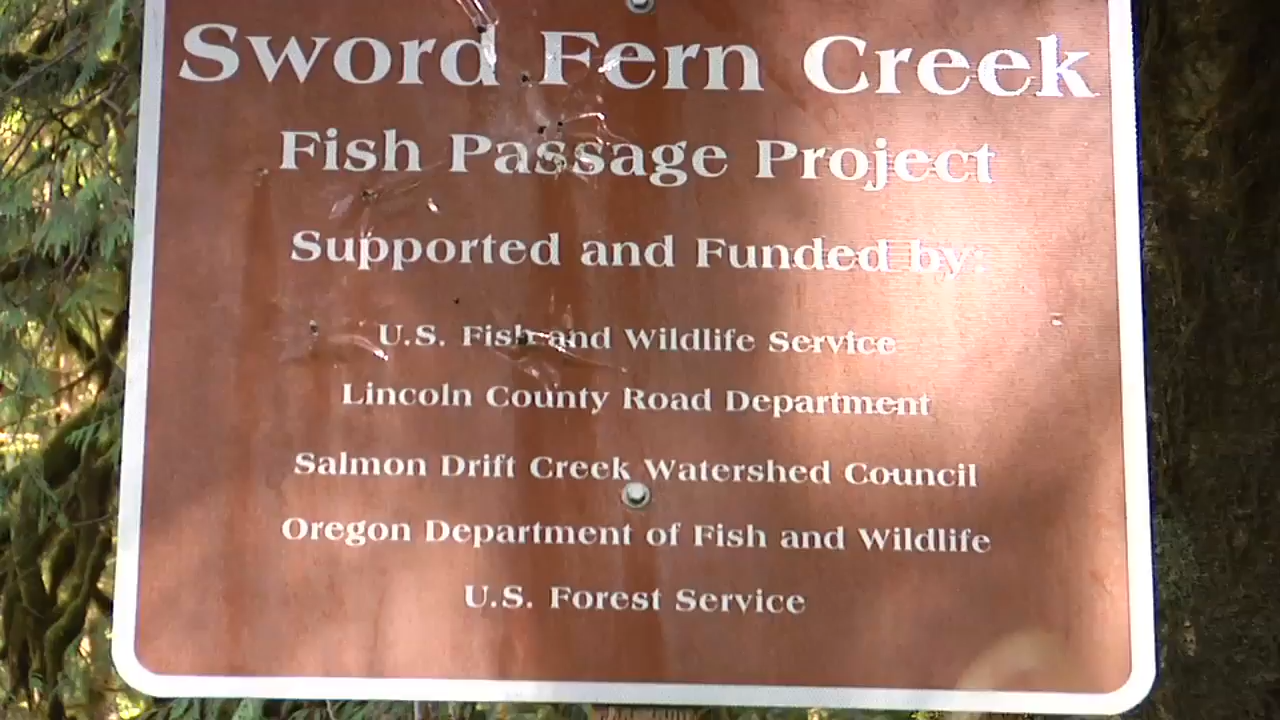 Sword Fern Creek
Fish Passage Project
Supported and Funded by:
U.S. Fish and Wildlife Service
Lincoln County Road Department
Salmon Drift Creek Watershed Council
Oregon Department of Fish and Wildlife
U.S. Forest Service